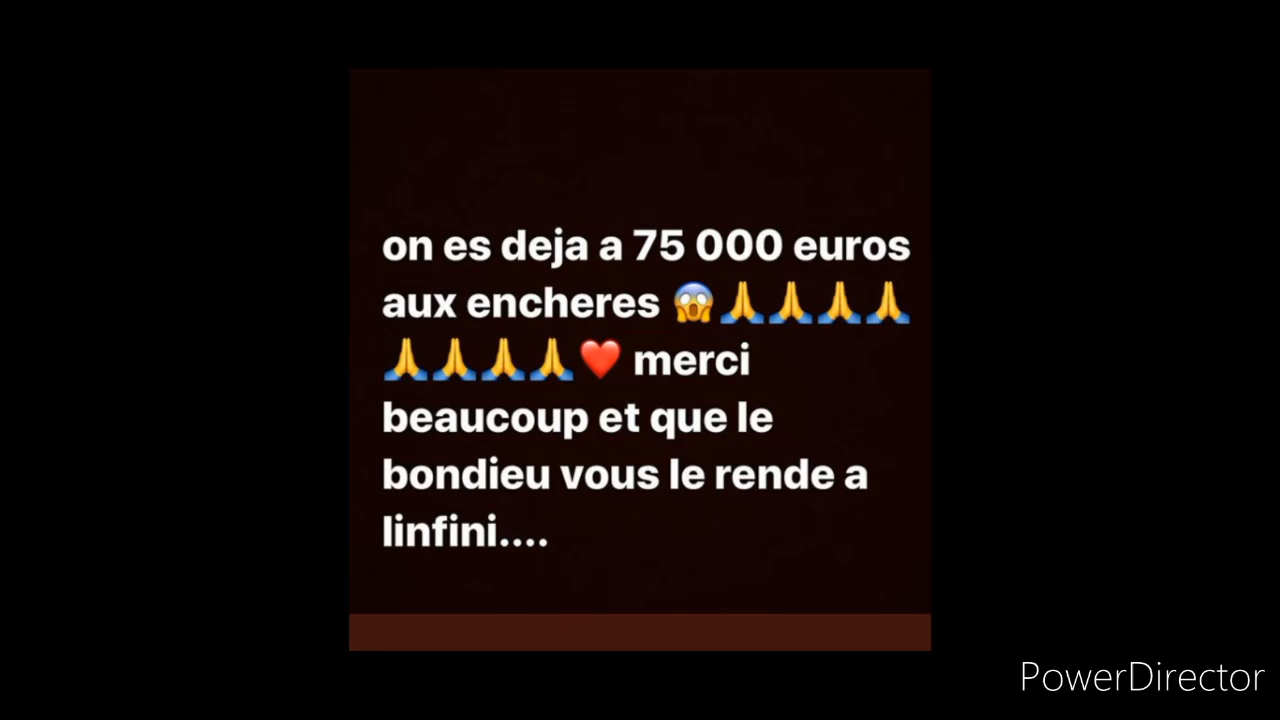 on es deja a 75 000 euros
aux encheres 😱🙏🙏🙏🙏
🙏🙏🙏🙏❤️ merci
beaucoup et que le
bondieu vous le rende a
linfini....
PowerDirector